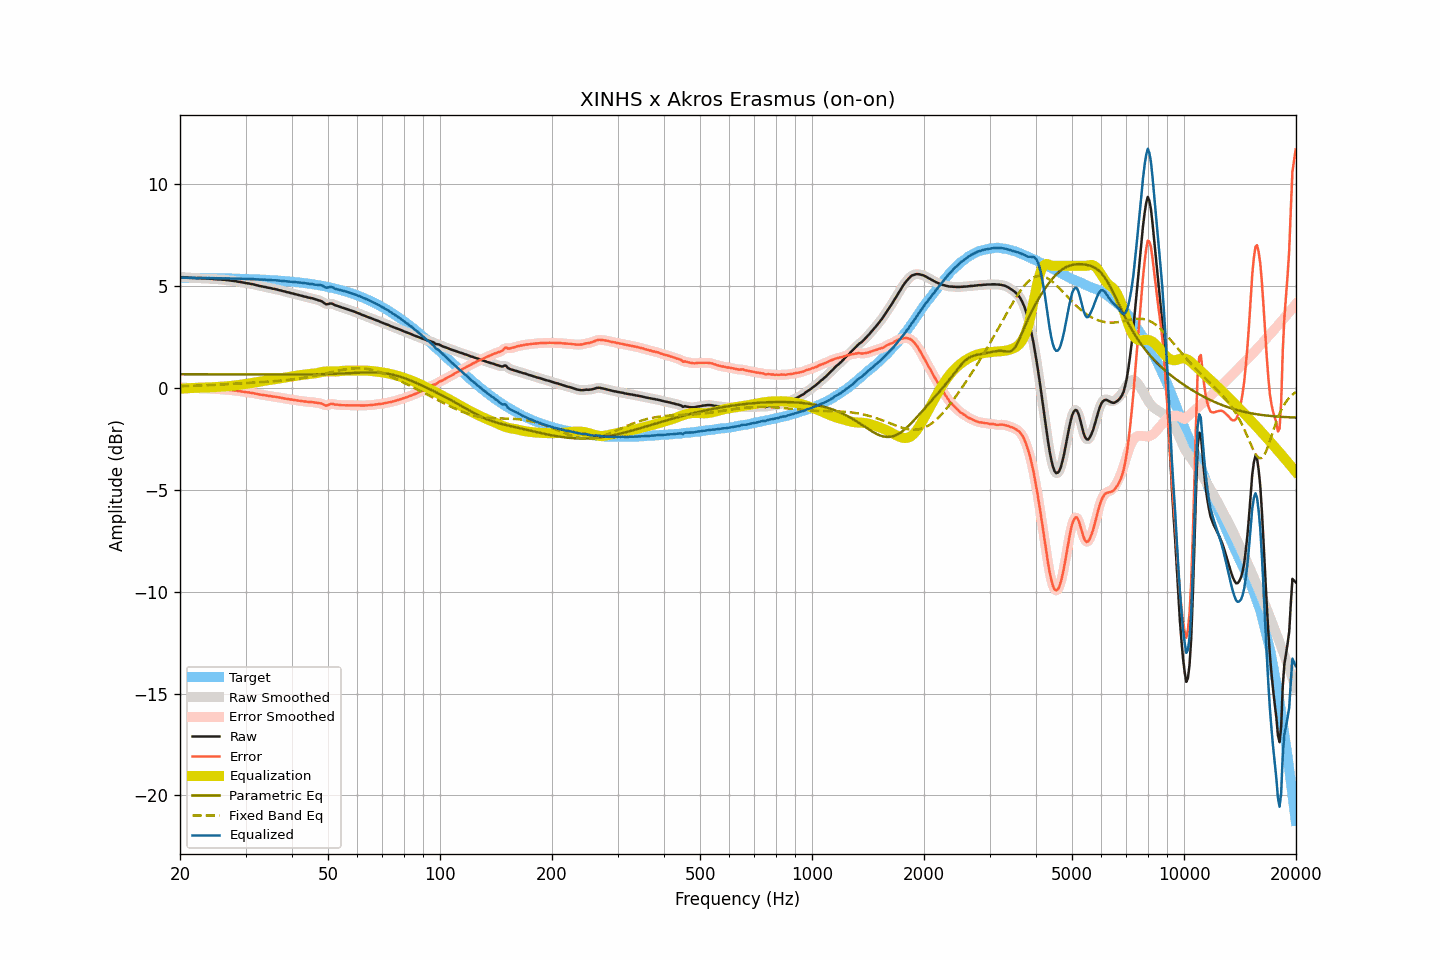 XINHS x Akros Erasmus (on-on)
Amplitude (dBr)
10
5
0
−5
−10
−15
−20
Target
Raw Smoothed
Error Smoothed
Raw
Error
Equalization
Parametric Eq
Fixed Band Eq
Equalized
20 50 100 200 500 1000 2000 5000 10000 20000
Frequency (Hz)